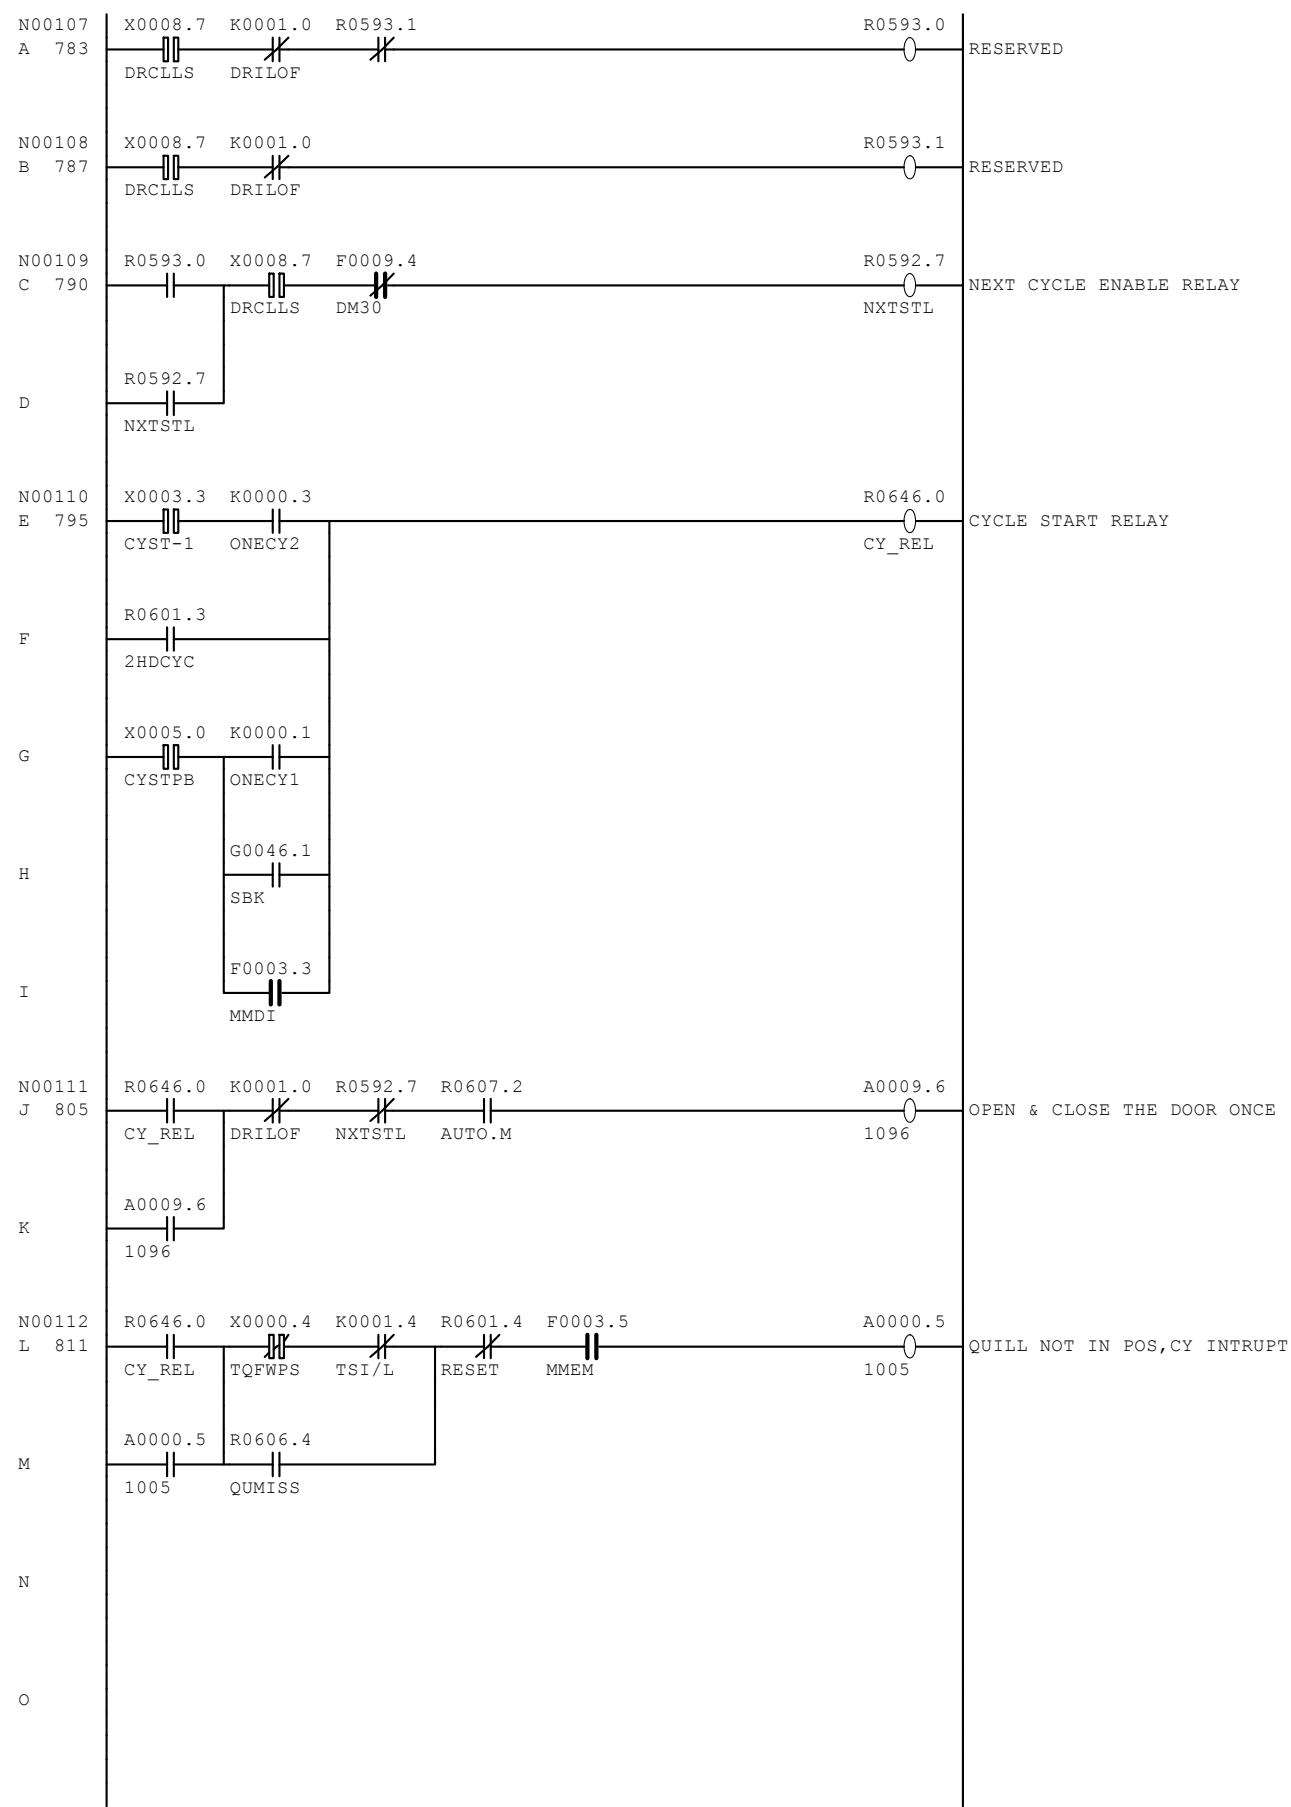 N00107 X0008.7 K0001.0 R0593.1 R0593.0
A 783 RESERVED
DRCLLS DRILOF
N00108 X0008.7 K0001.0 R0593.1
B 787 RESERVED
DRCLLS DRILOF
N00109 R0593.0 X0008.7 F0009.4 R0592.7
C 790 NEXT CYCLE ENABLE RELAY
DRCLLS DM30 NXTSTL
R0592.7
D
NXTSTL
N00110 X0003.3 K0000.3 R0646.0
E 795 CYCLE START RELAY
CYST-1 ONECY2 CY_REL
R0601.3
F
2HDCYC
X0005.0 K0000.1
G
CYSTPB ONECY1
G0046.1
H
SBK
F0003.3
I
MMDI
N00111 R0646.0 K0001.0 R0592.7 R0607.2 A0009.6
J 805 OPEN & CLOSE THE DOOR ONCE
CY_REL DRILOF NXTSTL AUTO.M 1096
A0009.6
K
1096
N00112 R0646.0 X0000.4 K0001.4 R0601.4 F0003.5 A0000.5
L 811 QUILL NOT IN POS,CY INTRUPT
CY_REL TQFWPS TSI/L RESET MMEM 1005
A0000.5 R0606.4
M
1005 QUMISS
N
O